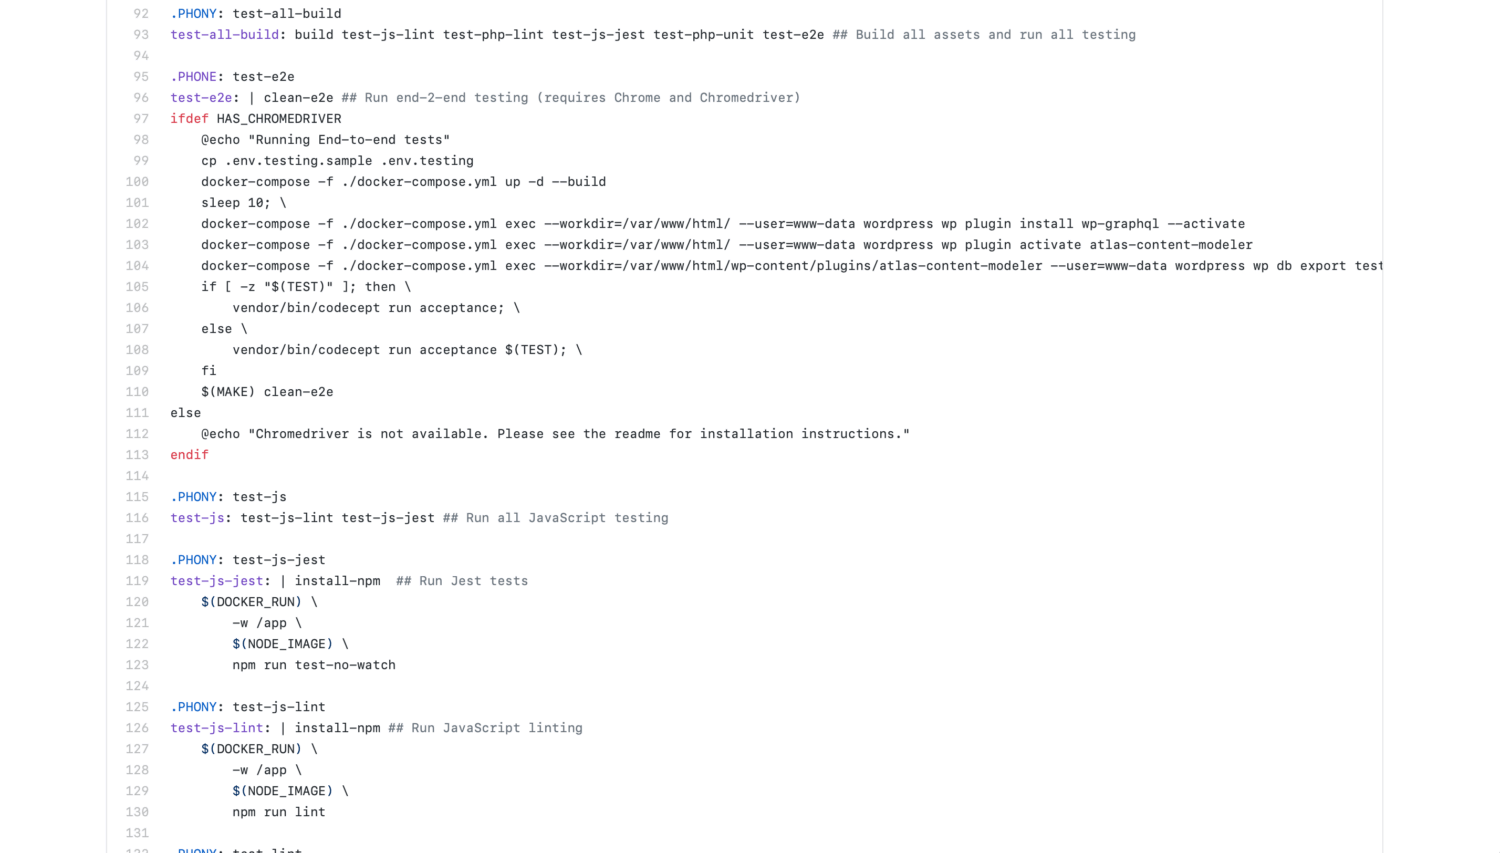 92 .PHONY: test-all-build
93 test-all-build: build test-js-lint test-php-lint test-js-jest test-php-unit test-e2e ## Build all assets and run all testing
94
95 .PHONE: test-e2e
96 test-e2e: | clean-e2e ## Run end-2-end testing (requires Chrome and Chromedriver)
97 ifdef HAS_CHROMEDRIVER
98 @echo "Running End-to-end tests"
99 cp .env.testing.sample .env.testing
100 docker-compose -f ./docker-compose.yml up -d --build
101 sleep 10; \
102 docker-compose -f ./docker-compose.yml exec --workdir=/var/www/html/ --user=www-data wordpress wp plugin install wp-graphql --activate
103 docker-compose -f ./docker-compose.yml exec --workdir=/var/www/html/ --user=www-data wordpress wp plugin activate atlas-content-modeler
104 docker-compose -f ./docker-compose.yml exec --workdir=/var/www/html/wp-content/plugins/atlas-content-modeler --user=www-data wordpress wp db export test
105 if [ -z "$(TEST)" ]; then \
106 vendor/bin/codecept run acceptance; \
107 else \
108 vendor/bin/codecept run acceptance $(TEST); \
109 fi
110 $(MAKE) clean-e2e
111 else
112 @echo "Chromedriver is not available. Please see the readme for installation instructions."
113 endif
114
115 .PHONY: test-js
116 test-js: test-js-lint test-js-jest ## Run all JavaScript testing
117
118 .PHONY: test-js-jest
119 test-js-jest: | install-npm ## Run Jest tests
120 $(DOCKER_RUN) \
121 -w /app \
122 $(NODE_IMAGE) \
123 npm run test-no-watch
124
125 .PHONY: test-js-lint
126 test-js-lint: | install-npm ## Run JavaScript linting
127 $(DOCKER_RUN) \
128 -w /app \
129 $(NODE_IMAGE) \
130 npm run lint
131
132 .PHONY: test-lint